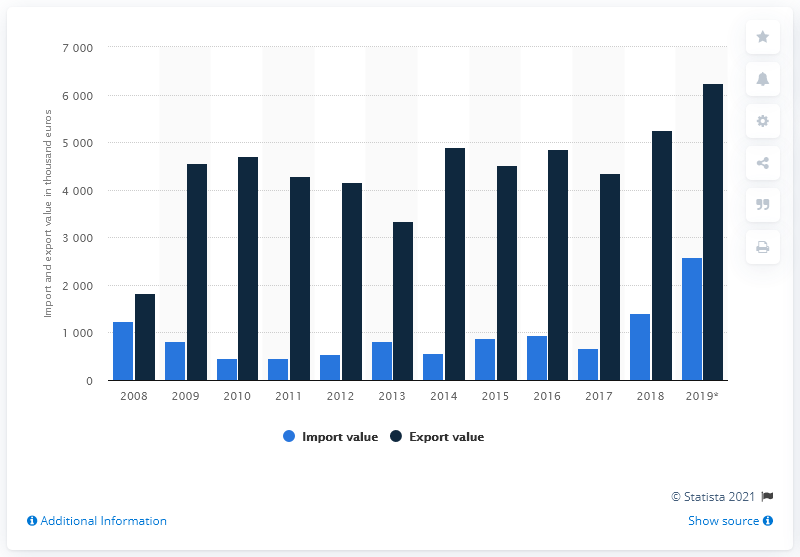 7 000
6 000
5 000
4 000
3 000
2 000
1 000
0
Import and export value in thousand euros
2008 2009 2010 2011 2012 2013 2014 2015 2016 2017 2018 2019*
Import value Export value
© Statista 2021
Additional Information Show source